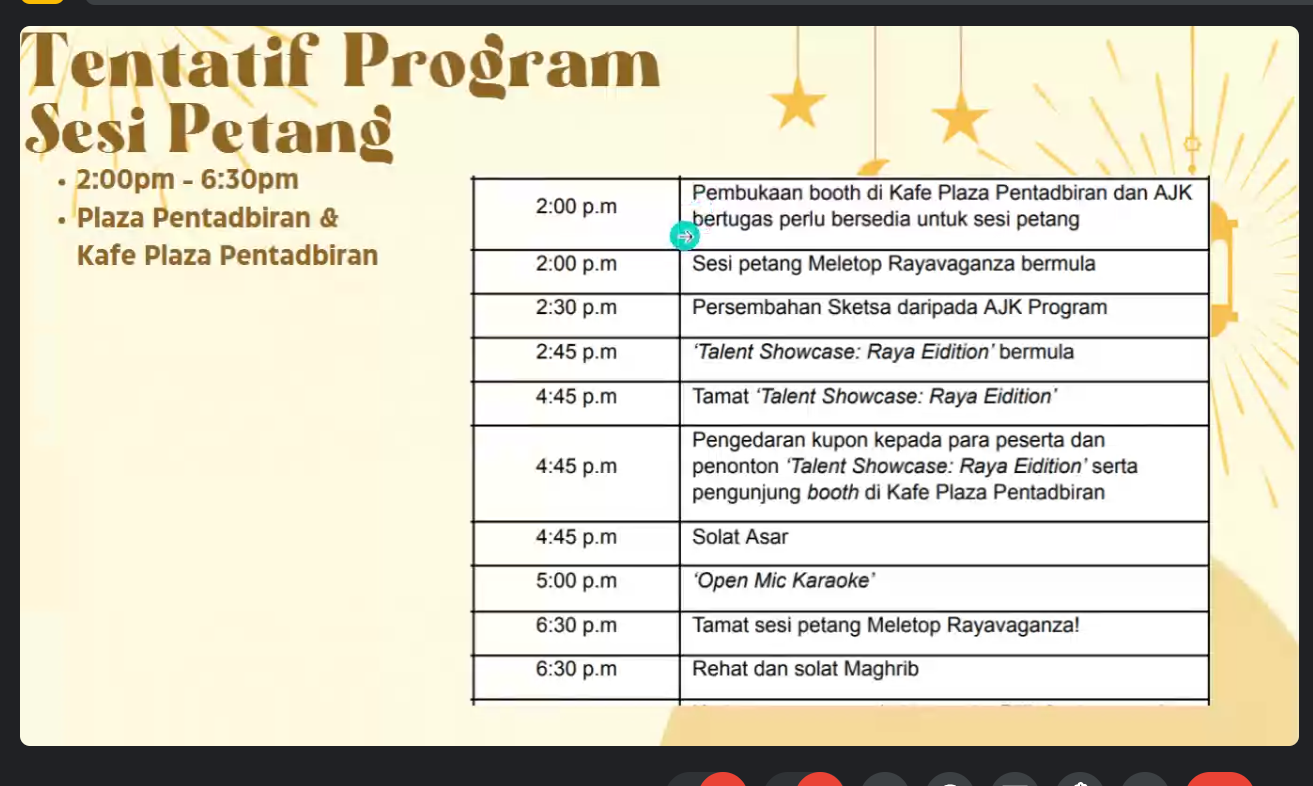 Tentatif Program
Sesi Petang
• 2:00pm - 6:30pm
• Plaza Pentadbiran &
Kafe Plaza Pentadbiran
2:00 p.m
Pembukaan booth di Kafe Plaza Pentadbiran dan AJK
bertugas perlu bersedia untuk sesi petang
2:00 p.m
Sesi petang Meletop Rayavaganza bermula
2:30 p.m
Persembahan Sketsa daripada AJK Program
2:45 p.m
‘Talent Showcase: Raya Eidition’ bermula
4:45 p.m
Tamat ‘Talent Showcase: Raya Eidition’
4:45 p.m
Pengedaran kupon kepada para peserta dan
penonton ‘Talent Showcase: Raya Eidition’ serta
pengunjung booth di Kafe Plaza Pentadbiran
4:45 p.m
Solat Asar
5:00 p.m
‘Open Mic Karaoke’
6:30 p.m
Tamat sesi petang Meletop Rayavaganza!
6:30 p.m
Rehat dan solat Maghrib